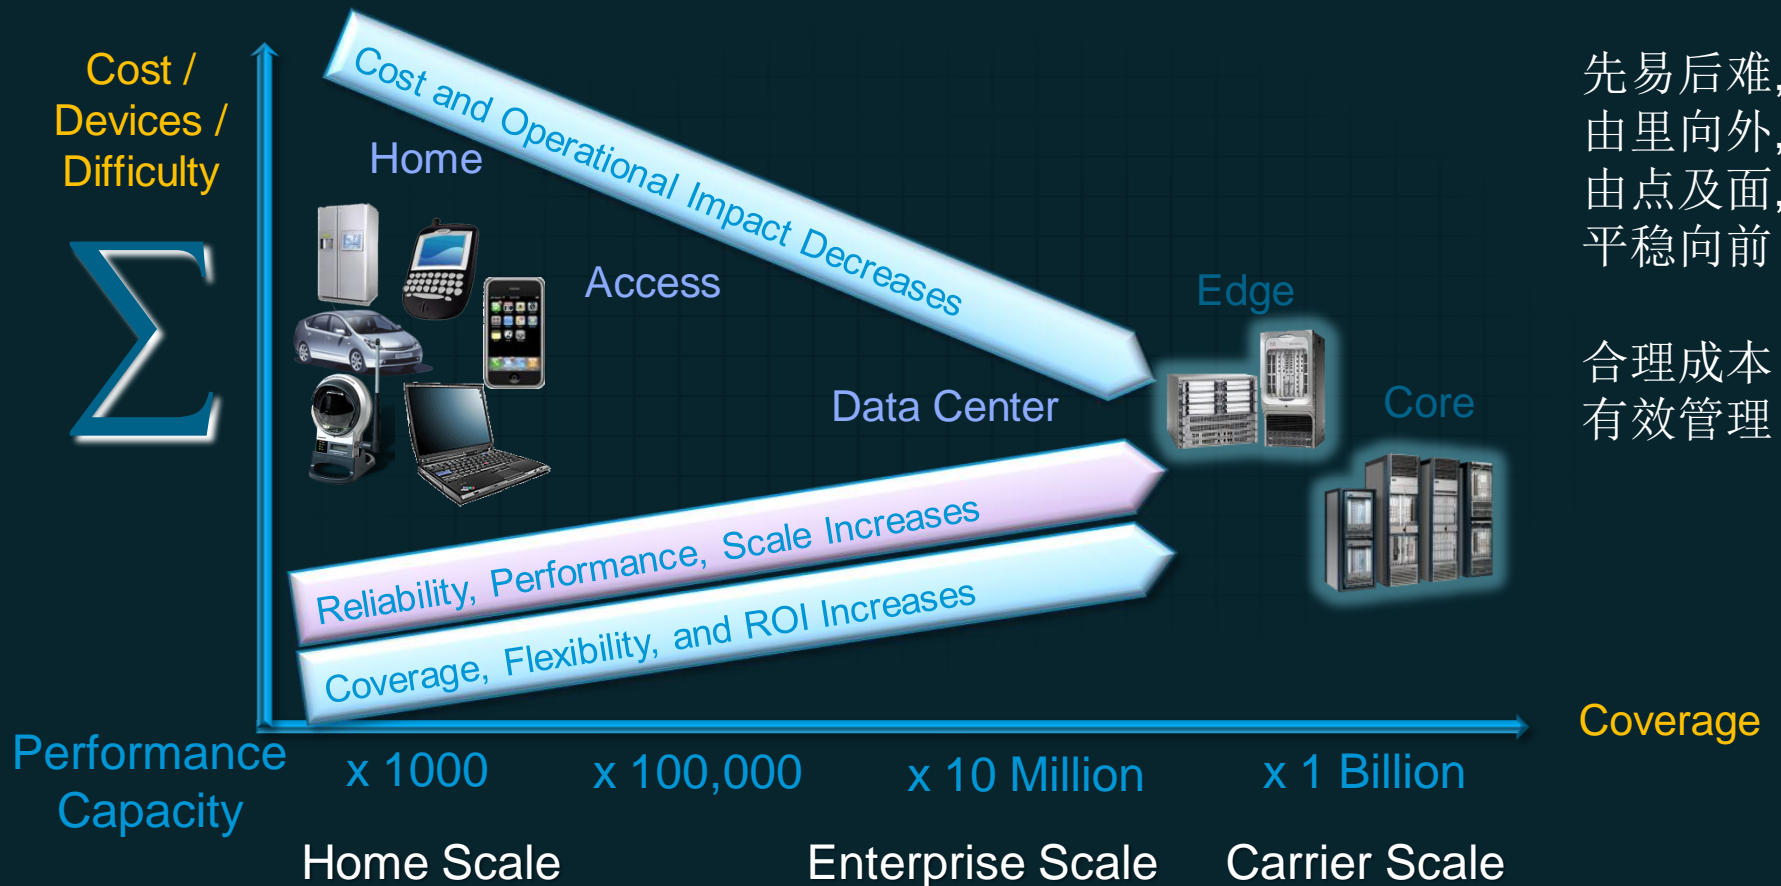 Cost /
Devices /
Difficulty
Σ
Cost and Operational Impact Decreases
Home
Access
Data Center
Edge
Core
Reliability, Performance, Scale Increases
Coverage, Flexibility, and ROI Increases
先易后难,
由里向外,
由点及面,
平稳向前
合理成本
有效管理
Coverage
Performance
Capacity
x 1000
x 100,000
x 10 Million
x 1 Billion
Home Scale
Enterprise Scale
Carrier Scale